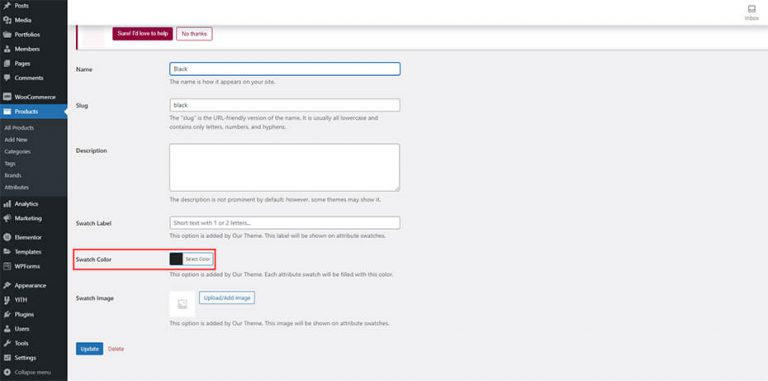 Posts
Media
Portfolios
Members
Pages
Comments
WooCommerce
Products
All Products
Add New
Categories
Tags
Brands
Attributes
Analytics
Marketing
Elementor
Templates
WPForms
Appearance
YITH
Plugins
Users
Tools
Settings
Collapse menu
Inbox
Sure! I'd love to help No thanks
Name Black
The name is how it appears on your site.
Slug black
The "slug" is the URL-friendly version of the name. It is usually all lowercase and
contains only letters, numbers, and hyphens.
Description
The description is not prominent by default; however, some themes may show it.
Swatch Label Short text with 1 or 2 letters...
This option is added by Our Theme. This label will be shown on attribute swatches.
Swatch Color Select Color
This option is added by Our Theme. Each attribute swatch will be filled with this color.
Swatch Image Upload/Add image
This option is added by Our Theme. This image will be shown on attribute swatches.
Update Delete